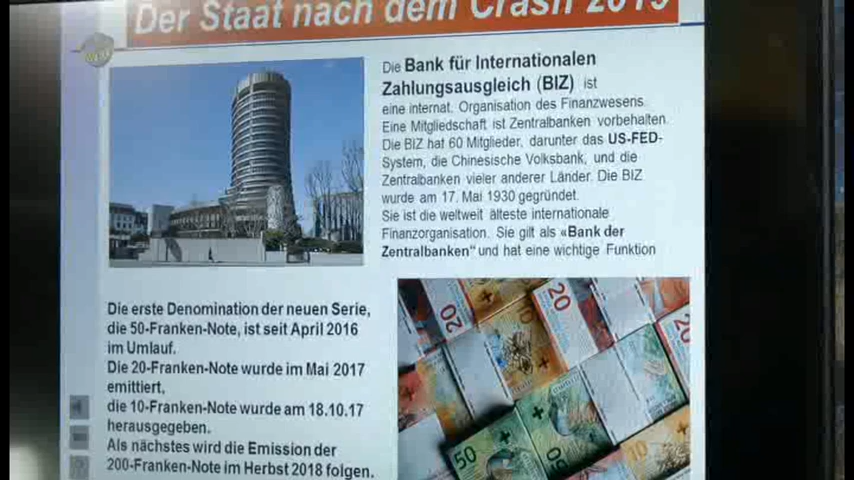 Der Staat nach dem Crash 2019
Die Bank für Internationalen
Zahlungsausgleich (BIZ) ist
eine internat. Organisation des Finanzwesens.
Eine Mitgliedschaft ist Zentralbanken vorbehalten.
Die BIZ hat 60 Mitglieder, darunter das US-FED-
System, die Chinesische Volksbank, und die
Zentralbanken vieler anderer Länder. Die BIZ
wurde am 17. Mai 1930 gegründet.
Sie ist die weltweit älteste internationale
Finanzorganisation. Sie gilt als «Bank der
Zentralbanken“ und hat eine wichtige Funktion
Die erste Denomination der neuen Serie,
die 50-Franken-Note, ist seit April 2016
im Umlauf.
Die 20-Franken-Note wurde im Mai 2017
emittiert,
die 10-Franken-Note wurde am 18.10.17
herausgegeben.
Als nächstes wird die Emission der
200-Franken-Note im Herbst 2018 folgen.
20
20
20
50
10